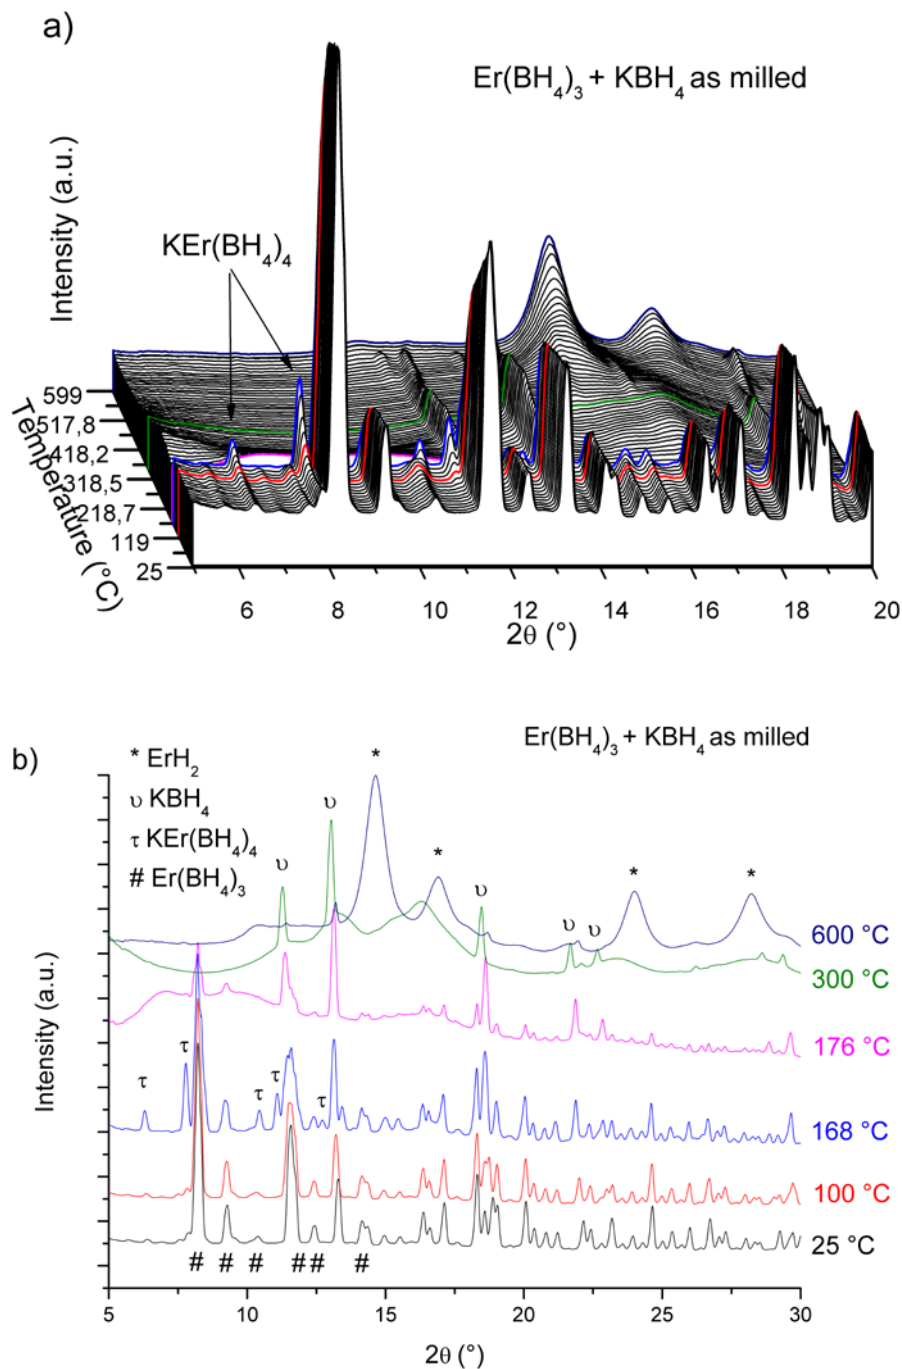 a)
Er(BH₄)₃ + KBH₄ as milled
Intensity (a.u.)
KEr(BH₄)₄
599
517,8
418,2
318,5
218,7
119
25
Temperature (°C)
6 8 10 12 14 16 18 20
2θ (°)
b)
Er(BH₄)₃ + KBH₄ as milled
* ErH₂
υ KBH₄
τ KEr(BH₄)₄
# Er(BH₄)₃
* υ * υ υ υ υ * *
600 °C
300 °C
176 °C
τ τ τ τ τ
168 °C
100 °C
25 °C
# # # # # #
Intensity (a.u.)
5 10 15 20 25 30
2θ (°)